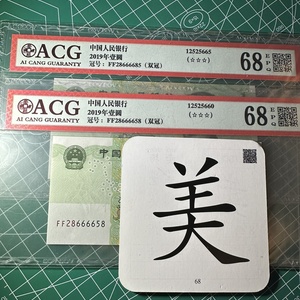 ACG
AI CANG GUARANTY
中国人民银行
2019年壹圆
冠号：FF28666685（双冠）
12525665
(☆☆☆)
68 EPQ
ACG
AI CANG GUARANTY
中国人民银行
2019年壹圆
冠号：FF28666658（双冠）
12525660
(☆☆☆)
68 EPQ
中国
FF28666658
美
68